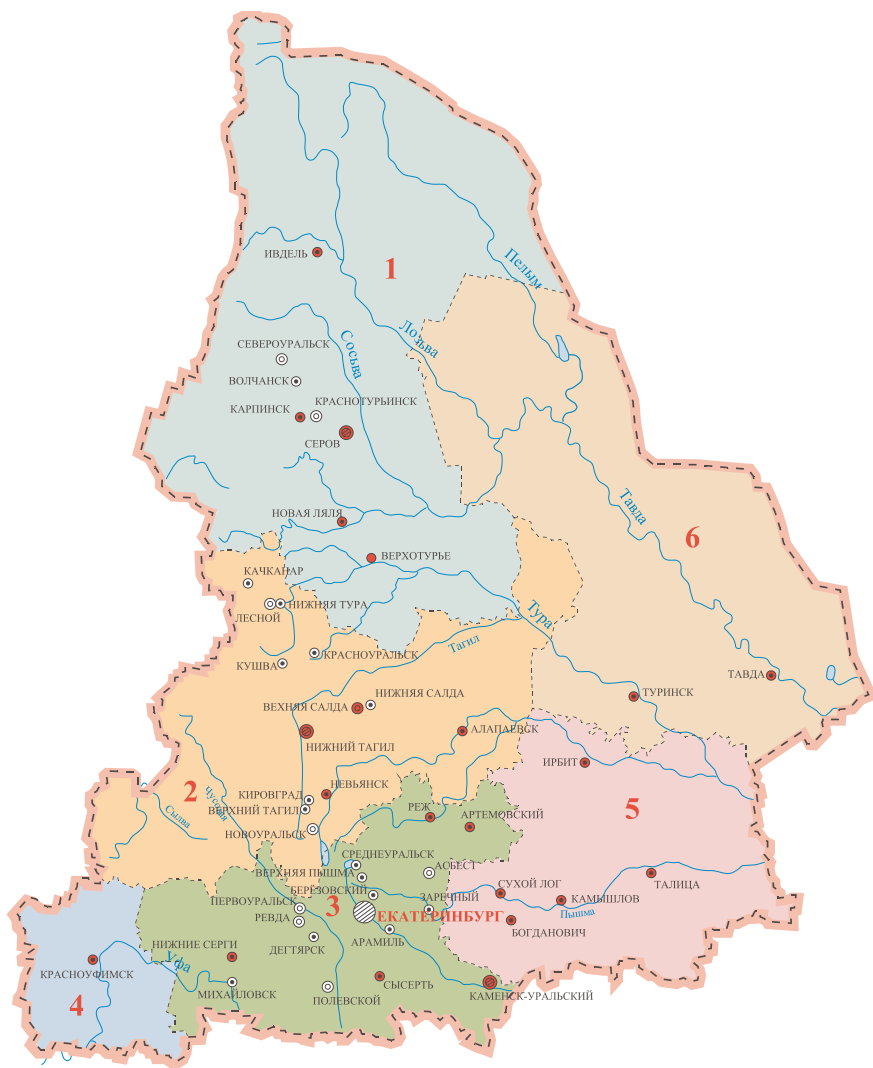 Пелым
ИВДЕЛЬ
1
Лозьва
Сосьва
СЕВЕРОУРАЛЬСК
ВОЛЧАНСК
КАРПИНСК
КРАСНОТУРЬИНСК
СЕРОВ
Тавда
НОВАЯ ЛЯЛЯ
6
ВЕРХОТУРЬЕ
КАЧКАНАР
НИЖНЯЯ ТУРА
ЛЕСНОЙ
Тура
Тагил
КРАСНОУРАЛЬСК
КУШВА
ТАВДА
НИЖНЯЯ САЛДА
ТУРИНСК
ВЕХНЯЯ САЛДА
АЛАПАЕВСК
НИЖНИЙ ТАГИЛ
ИРБИТ
2
НЕВЬЯНСК
КИРОВГРАД
Чусовая
ВЕРХНИЙ ТАГИЛ
Сылва
5
РЕЖ
АРТЕМОВСКИЙ
НОВОУРАЛЬСК
СРЕДНЕУРАЛЬСК
АОБЕСТ
ВЕРХНЯЯ ПЫШМА
ТАЛИЦА
СУХОЙ ЛОГ
БЕРЕЗОВСКИЙ
ЗАРЕЧНЫЙ
КАМЫШЛОВ
ПЕРВОУРАЛЬСК
3
Пышма
РЕВДА
ЕКАТЕРИНБУРГ
БОГДАНОВИЧ
АРАМИЛЬ
НИЖНИЕ СЕРГИ
ДЕГТЯРСК
Уфа
КРАСНОУФИМСК
СЫСЕРТЬ
МИХАЙЛОВСК
ПОЛЕВСКОЙ
КАМЕНСК-УРАЛЬСКИЙ
4